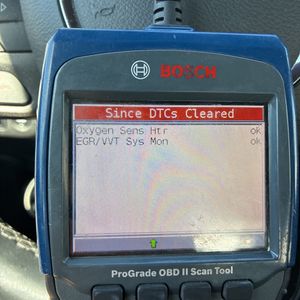 BOSCH
Since DTCs Cleared
Oxygen Sens Htr ok
EGR/VVT Sys Mon ok
ProGrade OBD II Scan Tool